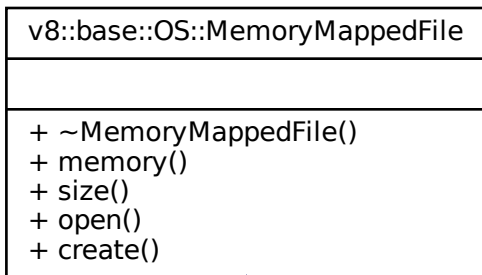 v8::base::OS::MemoryMappedFile
+ ~MemoryMappedFile()
+ memory()
+ size()
+ open()
+ create()